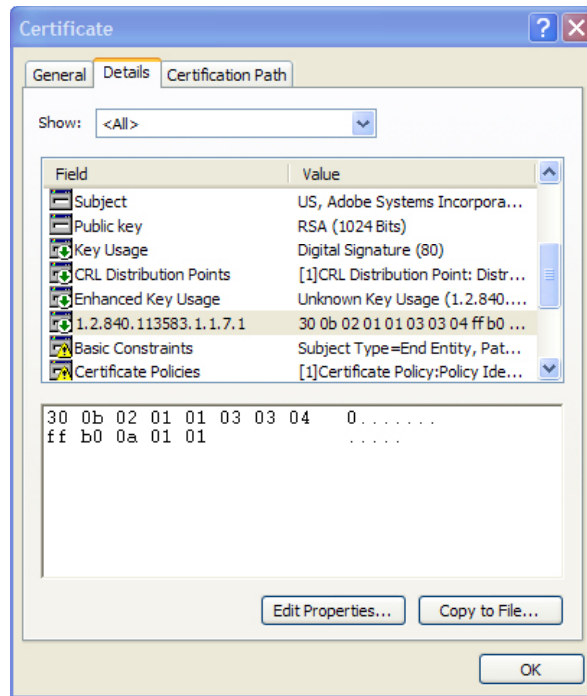 Certificate
General Details Certification Path
Show: <All>
Field Value
Subject US, Adobe Systems Incorpora...
Public key RSA (1024 Bits)
Key Usage Digital Signature (80)
CRL Distribution Points [1]CRL Distribution Point: Distr...
Enhanced Key Usage Unknown Key Usage (1.2.840....
1.2.840.113583.1.1.7.1 30 0b 02 01 01 03 03 04 ff b0 ...
Basic Constraints Subject Type=End Entity, Pat...
Certificate Policies [1]Certificate Policy:Policy Ide...
30 0b 02 01 01 03 03 04 0.......
ff b0 0a 01 01 .....
Edit Properties... Copy to File...
OK